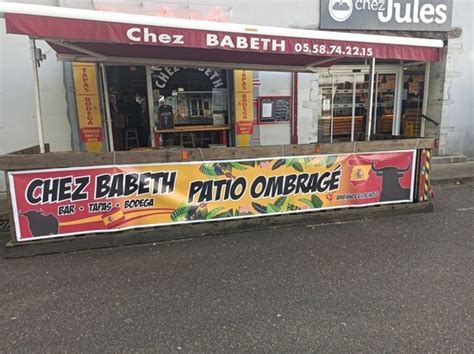 chez
Jules
Chez BABETH 05.58.74.22.15
CHEZ BABETH
TAPAS
BODEGA
TAPAS
BODEGA
CHEZ BABETH
BAR • TAPAS • BODEGA
PATIO OMBRAGÉ